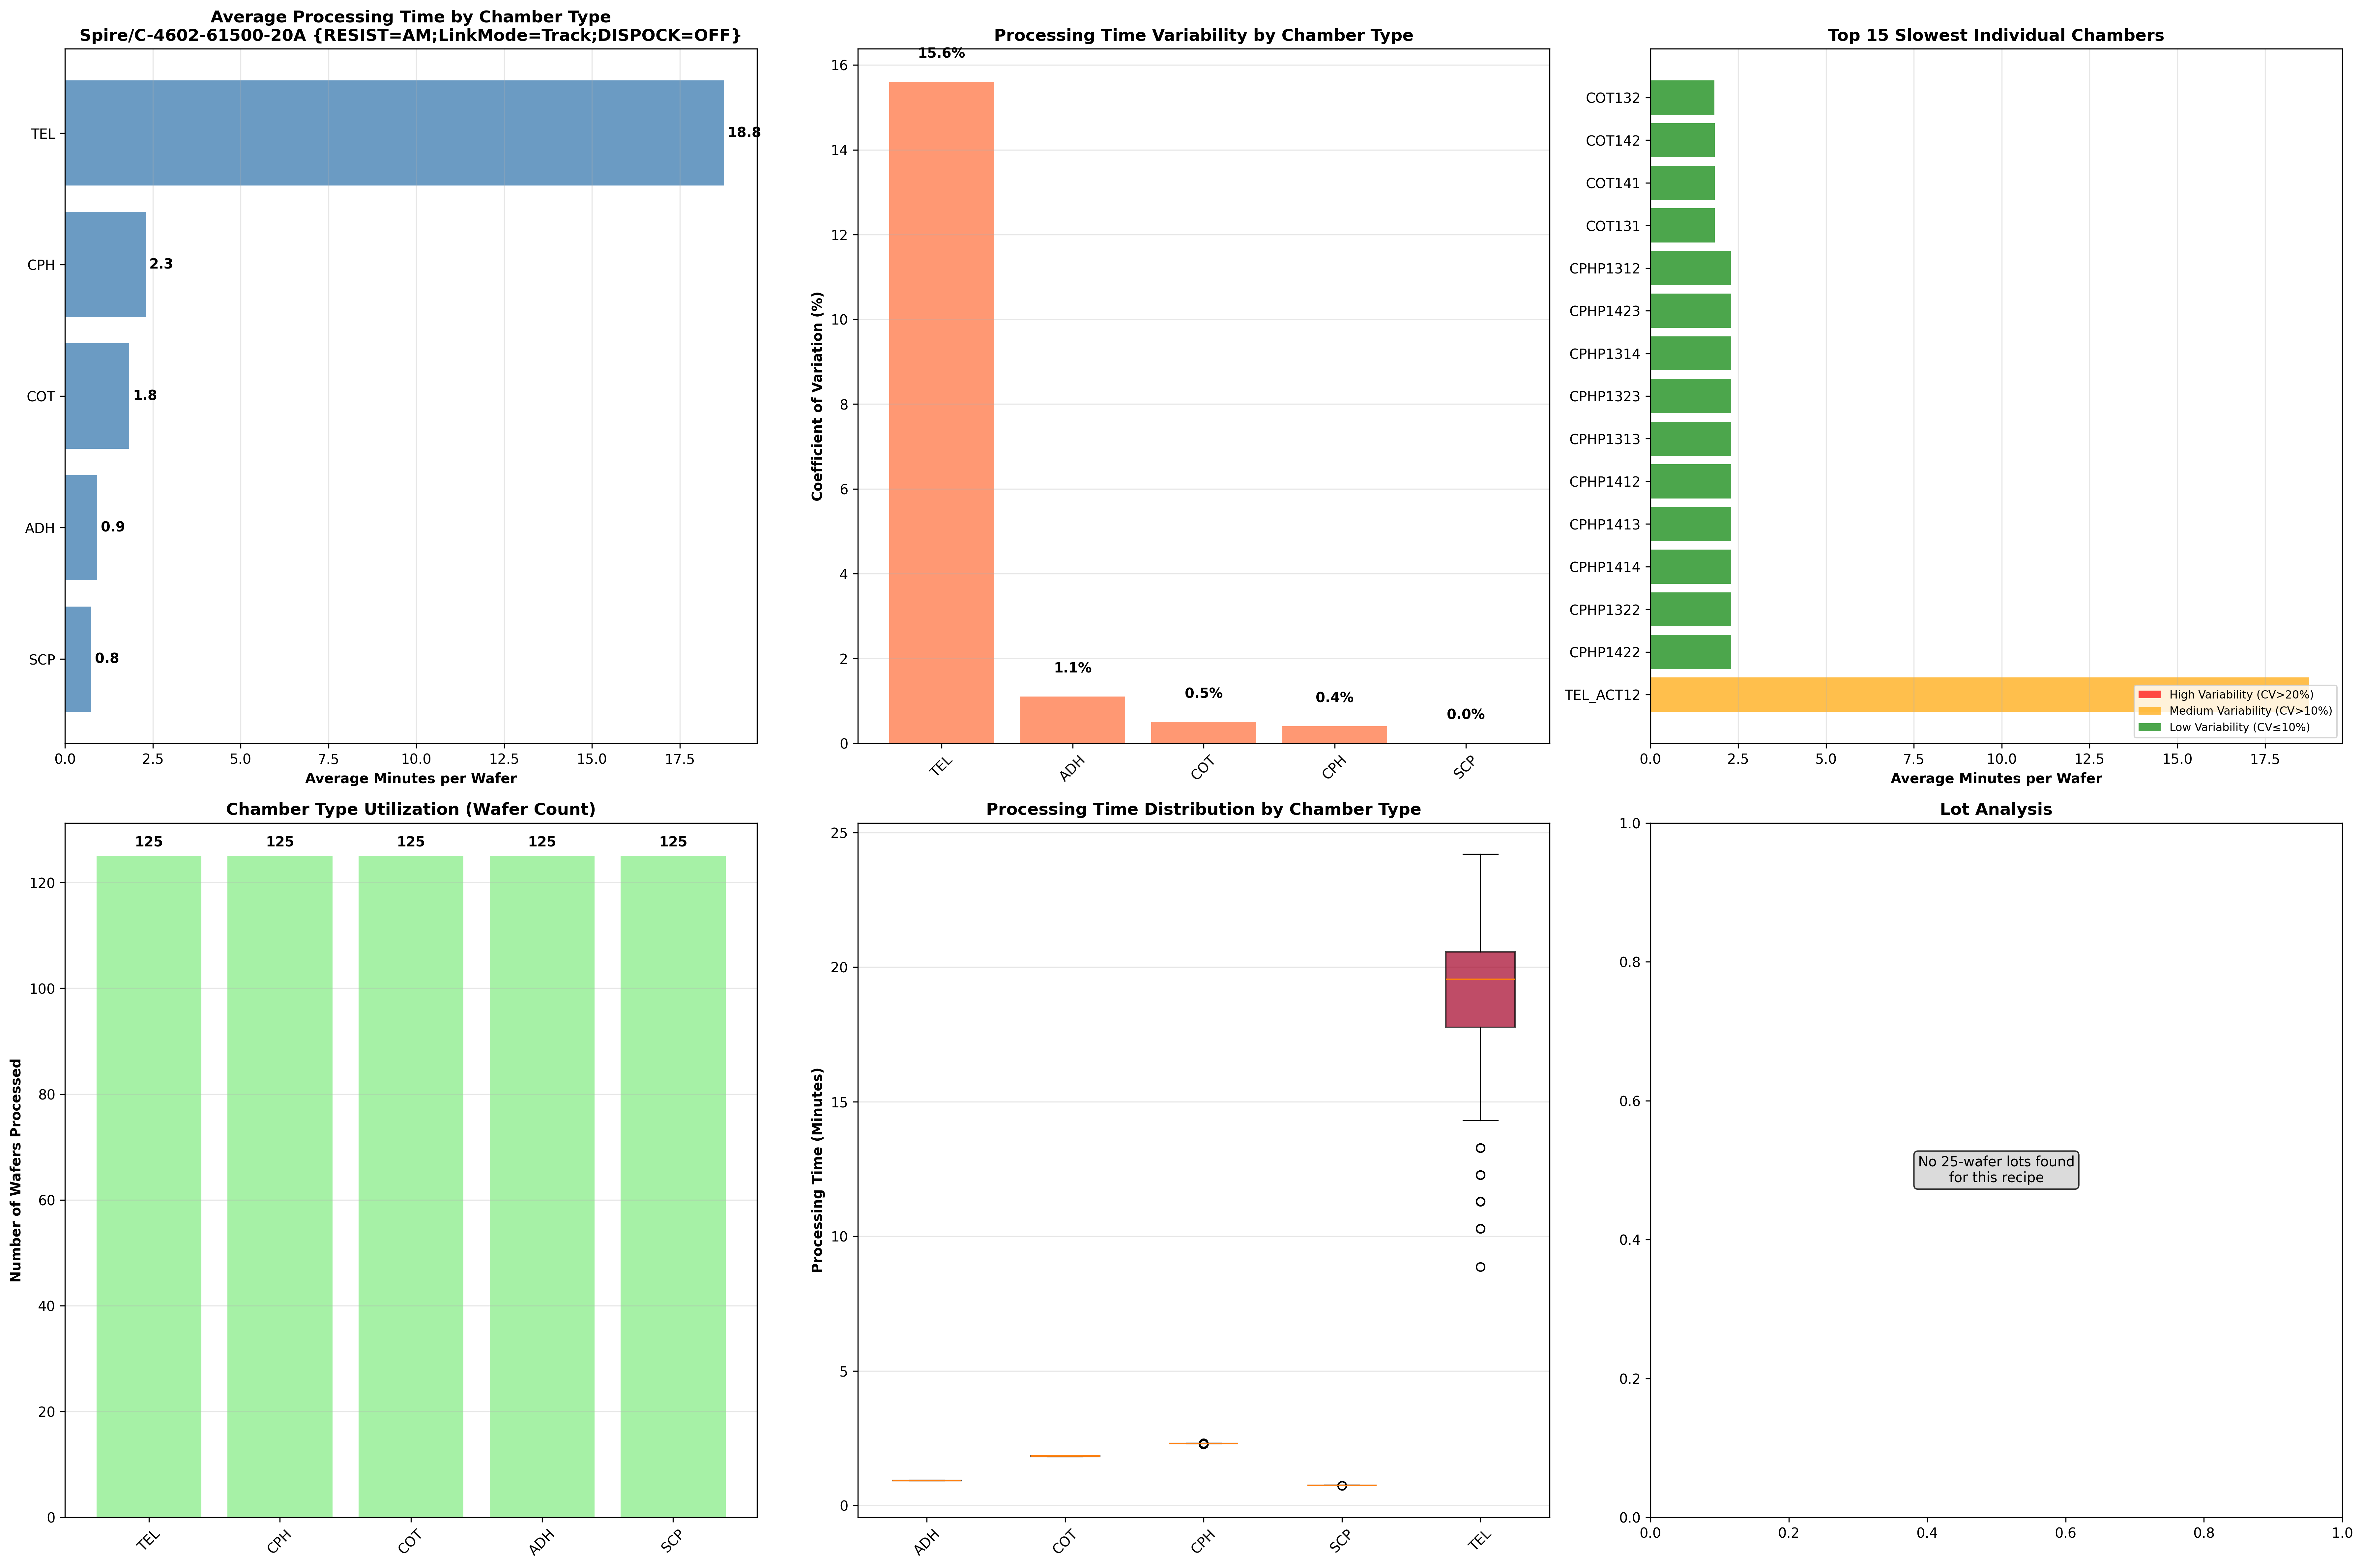 Average Processing Time by Chamber Type
Spire/C-4602-61500-20A {RESIST=AM;LinkMode=Track;DISPOCK=OFF}
TEL
18.8
CPH
2.3
COT
1.8
ADH
0.9
SCP
0.8
0.0 2.5 5.0 7.5 10.0 12.5 15.0 17.5
Average Minutes per Wafer
Processing Time Variability by Chamber Type
Coefficient of Variation (%)
16
14
12
10
8
6
4
2
0
15.6%
1.1%
0.5%
0.4%
0.0%
TEL ADH COT CPH SCP
Top 15 Slowest Individual Chambers
COT132
COT142
COT141
COT131
CPHP1312
CPHP1423
CPHP1314
CPHP1323
CPHP1313
CPHP1412
CPHP1413
CPHP1414
CPHP1322
CPHP1422
TEL_ACT12
High Variability (CV>20%)
Medium Variability (CV>10%)
Low Variability (CV≤10%)
0.0 2.5 5.0 7.5 10.0 12.5 15.0 17.5
Average Minutes per Wafer
Chamber Type Utilization (Wafer Count)
Number of Wafers Processed
125 125 125 125 125
120
100
80
60
40
20
0
TEL CPH COT ADH SCP
Processing Time Distribution by Chamber Type
Processing Time (Minutes)
25
20
15
10
5
0
ADH COT CPH SCP TEL
Lot Analysis
1.0
0.8
0.6
0.4
0.2
0.0
No 25-wafer lots found
for this recipe
0.0 0.2 0.4 0.6 0.8 1.0